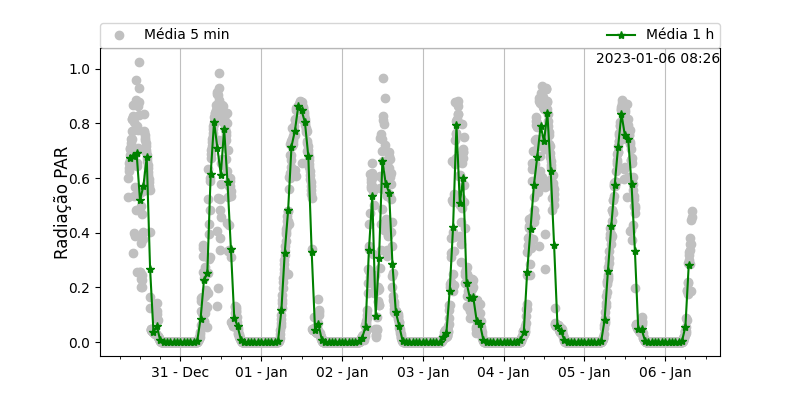 Média 5 min
Média 1 h
2023-01-06 08:26
Radiação PAR
1.0
0.8
0.6
0.4
0.2
0.0
31 - Dec
01 - Jan
02 - Jan
03 - Jan
04 - Jan
05 - Jan
06 - Jan